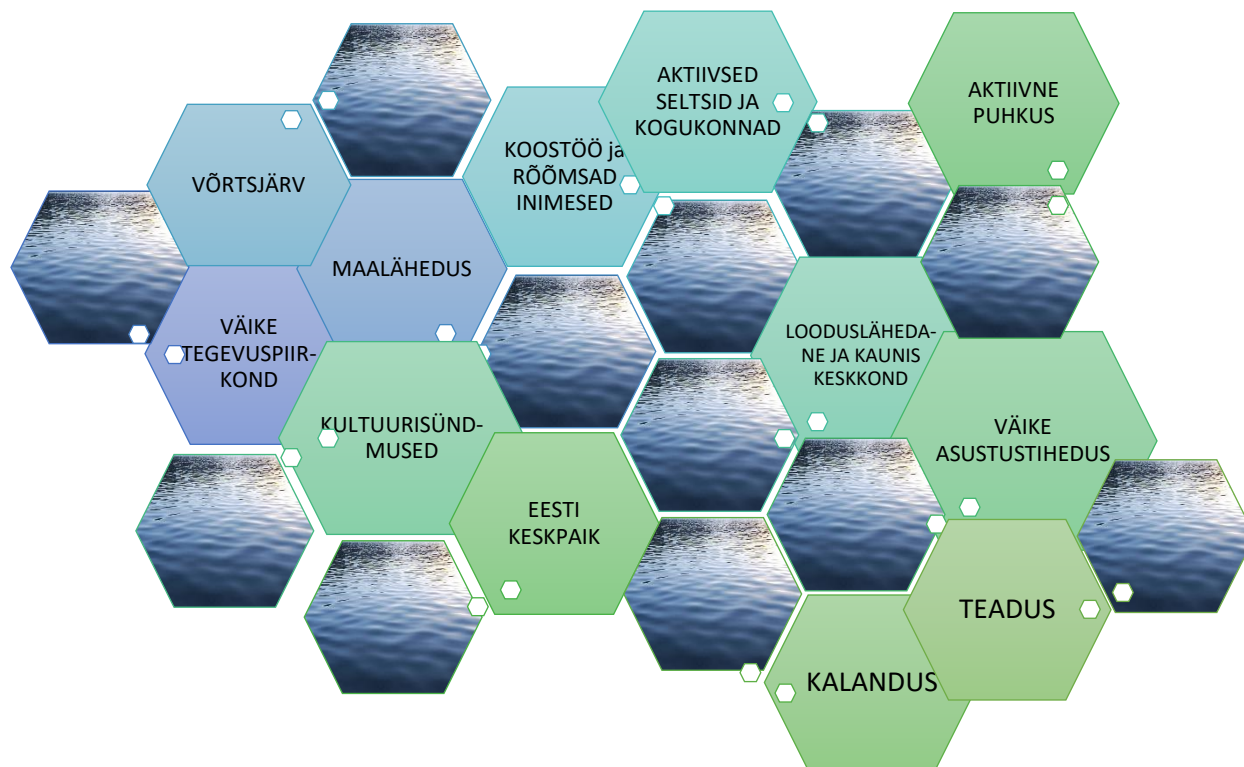 AKTIIVSED
SELTSID JA
KOGUKONNAD
AKTIIVNE
PUHKUS
KOOSTÖÖ ja
RÕÕMSAD
INIMESED
VÕRTSJÄRV
MAALÄHEDUS
VÄIKE
TEGEVUSPIIR-
KOND
LOODUSLÄHEDA-
NE JA KAUNIS
KESKKOND
KULTUURISÜND-
MUSED
VÄIKE
ASUSTUSTIHEDUS
EESTI
KESKPAIK
TEADUS
KALANDUS